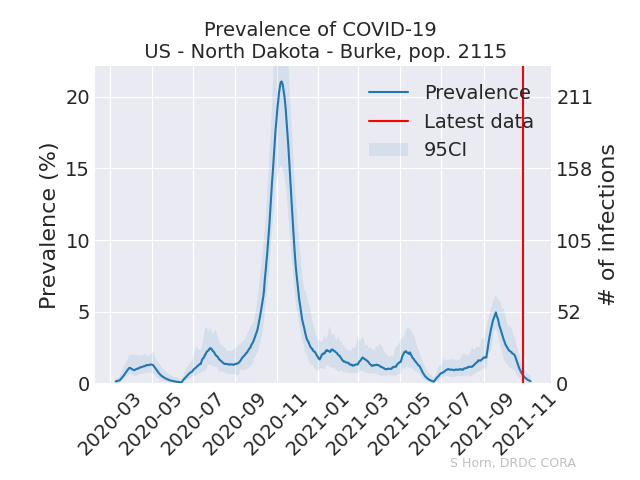 Prevalence of COVID-19
US - North Dakota - Burke, pop. 2115
Prevalence
Latest data
95CI
Prevalence (%)
20
15
10
5
0
211
158
105
52
0
# of infections
2020-03
2020-05
2020-07
2020-09
2020-11
2021-01
2021-03
2021-05
2021-07
2021-09
2021-11
S Horn, DRDC CORA